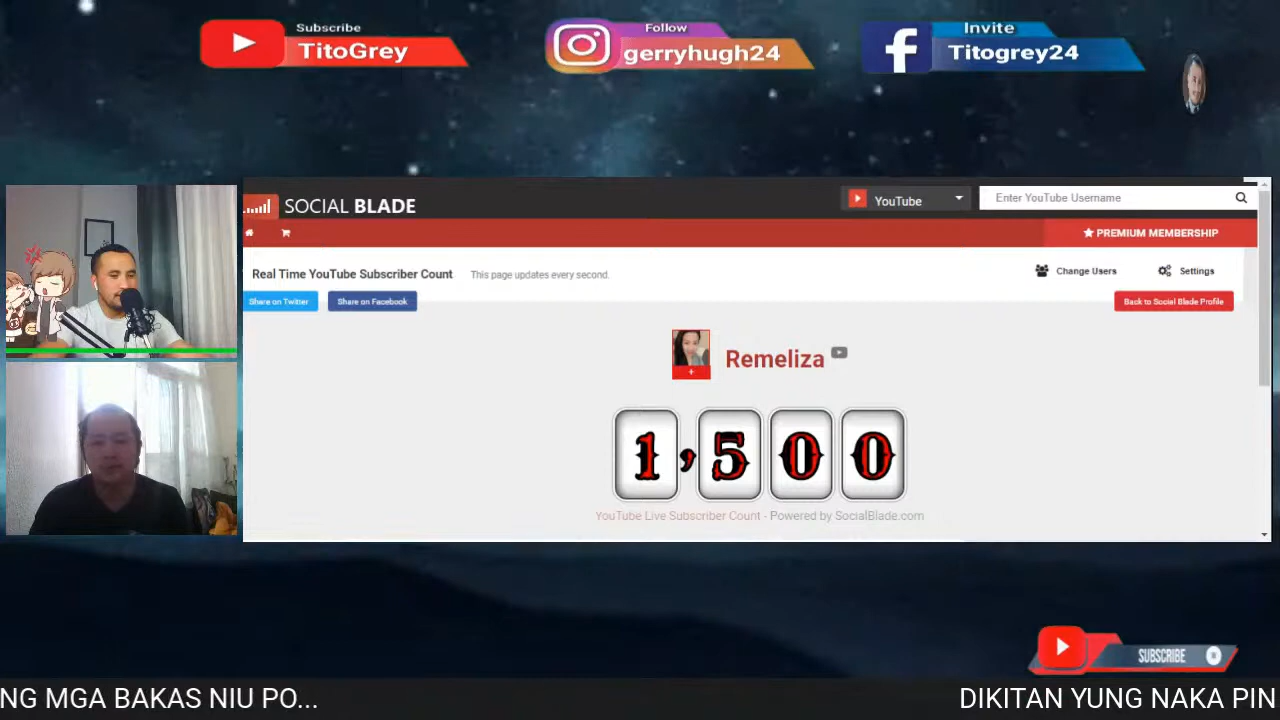 Subscribe
TitoGrey
Follow
gerryhugh24
Invite
Titogrey24
SOCIAL BLADE
YouTube
Enter YouTube Username
PREMIUM MEMBERSHIP
Real Time YouTube Subscriber Count
This page updates every second.
Change Users
Settings
Share on Twitter
Share on Facebook
Back to Social Blade Profile
Remeliza
1,500
YouTube Live Subscriber Count - Powered by SocialBlade.com
SUBSCRIBE
NG MGA BAKAS NIU PO...
DIKITAN YUNG NAKA PIN